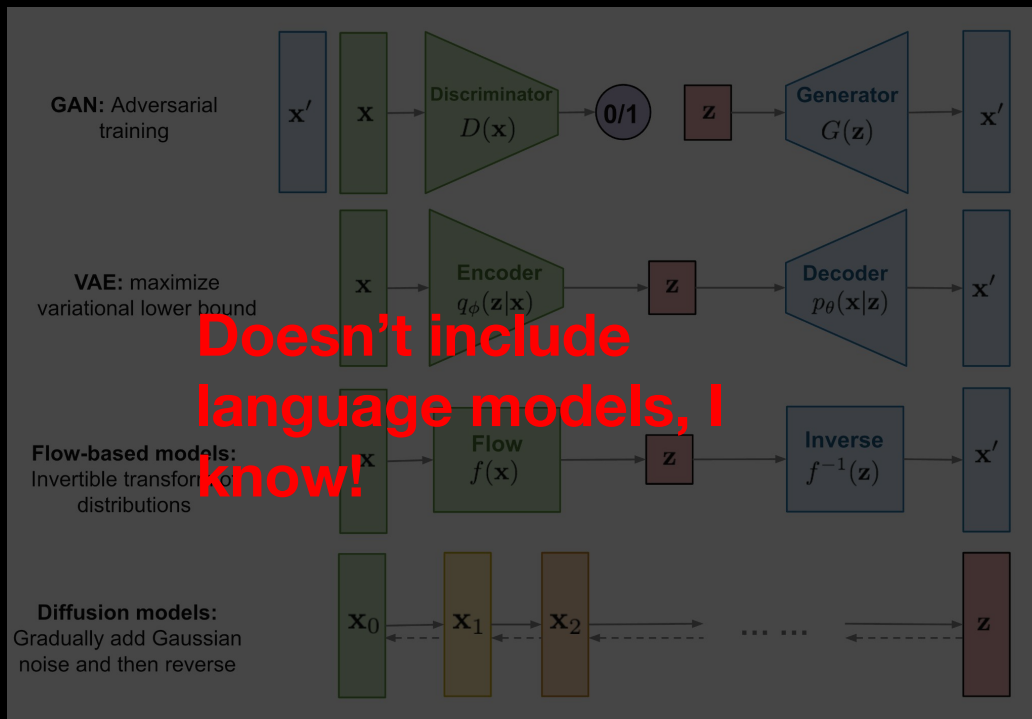 GAN: Adversarial
training
x′
x
Discriminator
D(x)
0/1
z
Generator
G(z)
x′
VAE: maximize
variational lower bound
x
Encoder
qϕ(z|x)
z
Decoder
pθ(x|z)
x′
Doesn't include
language models, I
know!
Flow-based models:
Invertible transform of
distributions
x
Flow
f(x)
z
Inverse
f⁻¹(z)
x′
Diffusion models:
Gradually add Gaussian
noise and then reverse
x₀
x₁
x₂
... ...
z